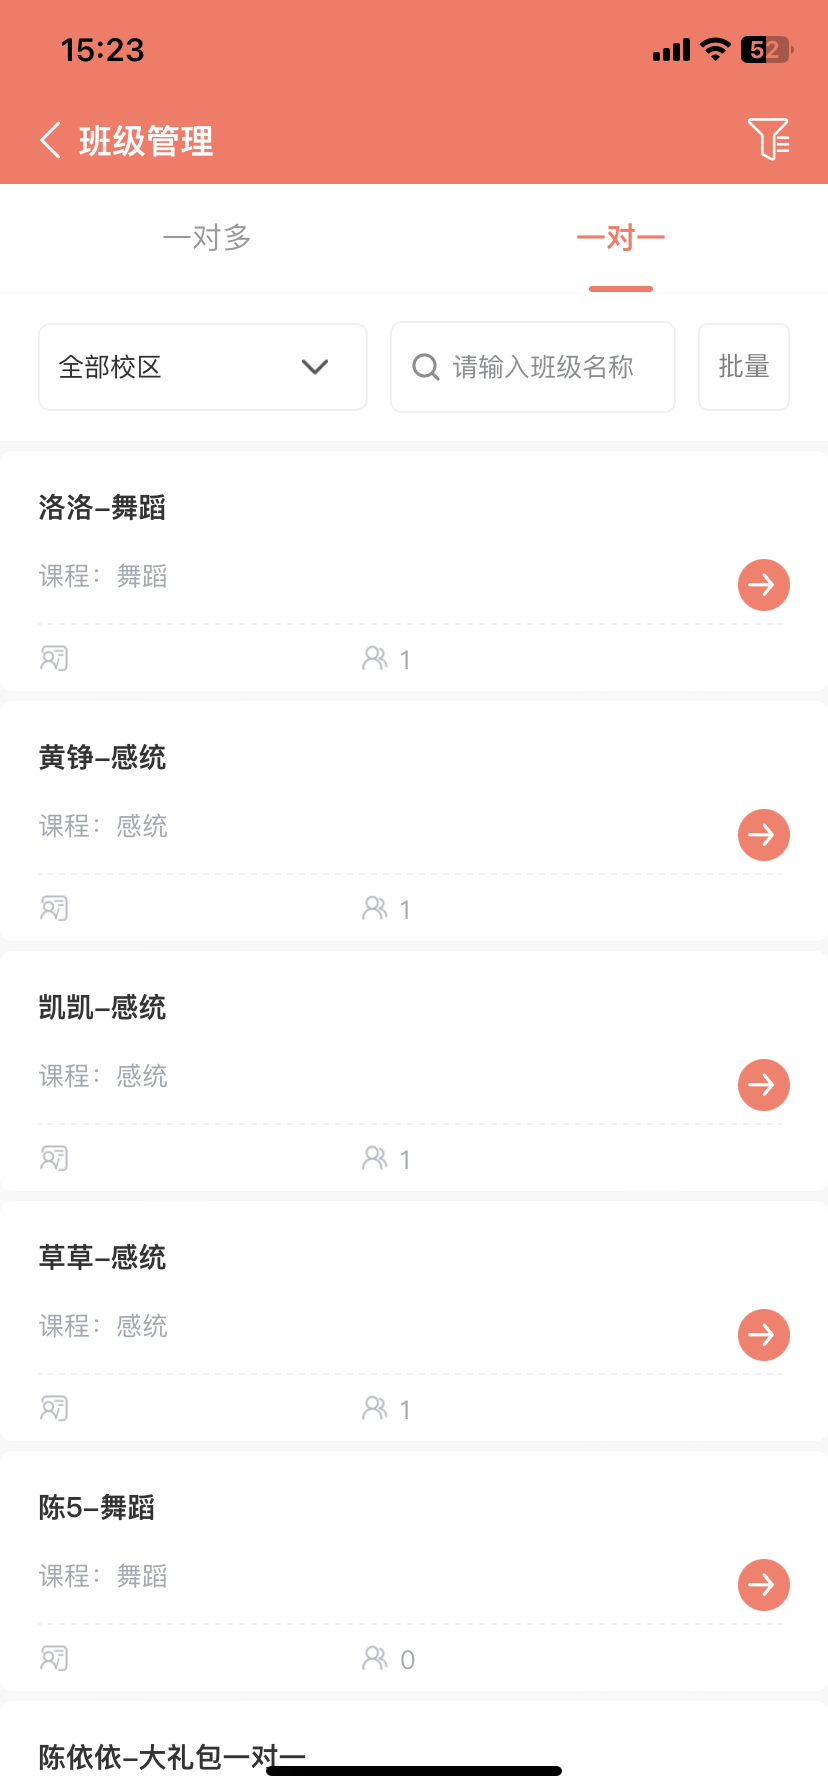 15:23
52
班级管理
一对多
一对一
全部校区
请输入班级名称
批量
洛洛-舞蹈
课程：舞蹈
1
黄铮-感统
课程：感统
1
凯凯-感统
课程：感统
1
草草-感统
课程：感统
1
陈5-舞蹈
课程：舞蹈
0
陈依依-大礼包一对一